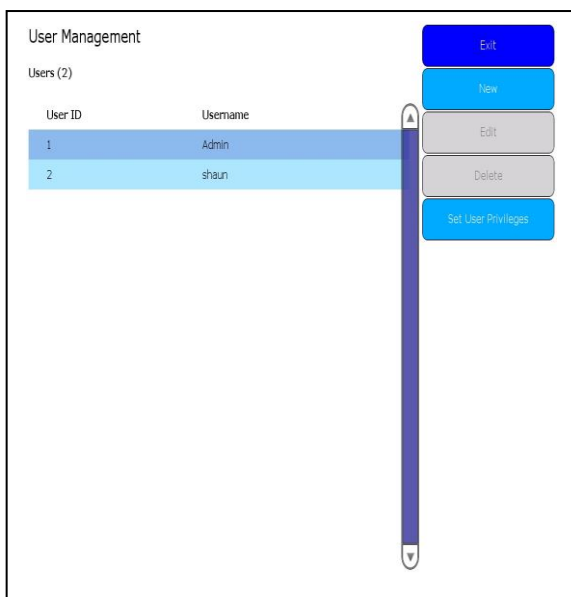 User Management
Users (2)
User ID Username
1 Admin
2 shaun
Exit
New
Edit
Delete
Set User Privileges